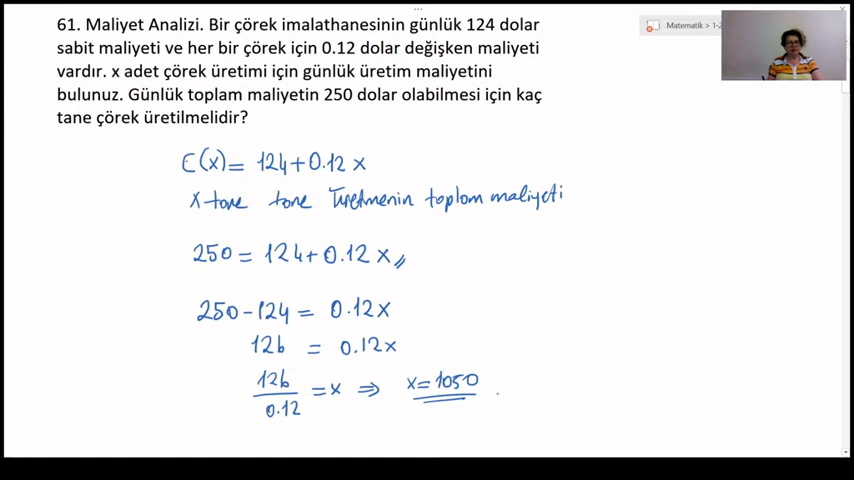 61. Maliyet Analizi. Bir çörek imalathanesinin günlük 124 dolar
sabit maliyeti ve her bir çörek için 0.12 dolar değişken maliyeti
vardır. x adet çörek üretimi için günlük üretim maliyetini
bulunuz. Günlük toplam maliyetin 250 dolar olabilmesi için kaç
tane çörek üretilmelidir?
Matematik > 1-2
C(x) = 124+0.12 x
x tane tane Üretmenin toplam maliyeti
250 = 124+0.12 x
250-124 = 0.12x
126 = 0.12x
126/0.12 = x ⇒ x=1050